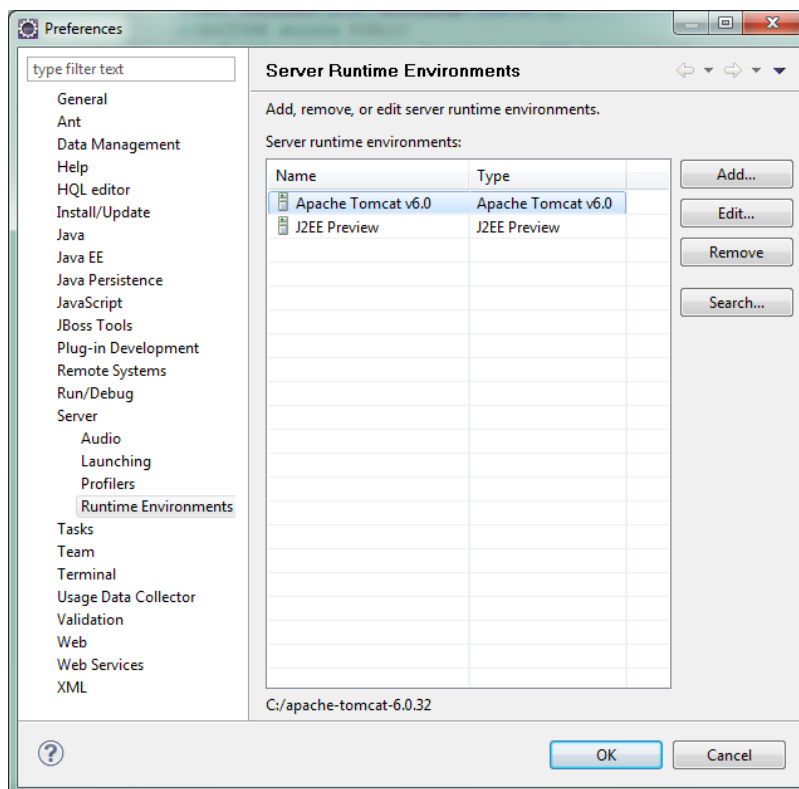 Preferences
type filter text
General
Ant
Data Management
Help
HQL editor
Install/Update
Java
Java EE
Java Persistence
JavaScript
JBoss Tools
Plug-in Development
Remote Systems
Run/Debug
Server
Audio
Launching
Profilers
Runtime Environments
Tasks
Team
Terminal
Usage Data Collector
Validation
Web
Web Services
XML
Server Runtime Environments
Add, remove, or edit server runtime environments.
Server runtime environments:
Name Type
Apache Tomcat v6.0 Apache Tomcat v6.0
J2EE Preview J2EE Preview
Add...
Edit...
Remove
Search...
C:/apache-tomcat-6.0.32
OK Cancel